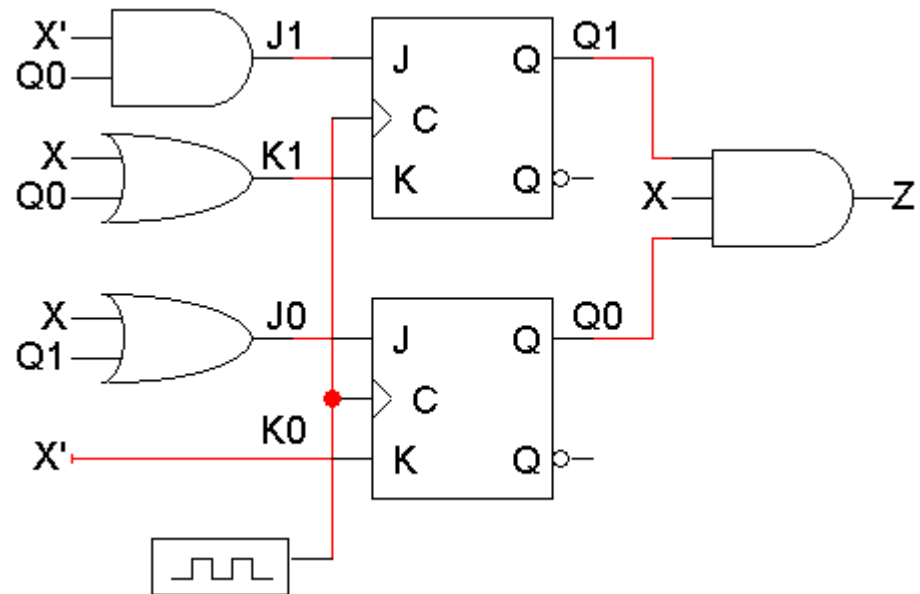 X' J1 J Q Q1
Q0
C
X K1 K Q X Z
Q0
X J0 J Q Q0
Q1
C
X' K0 K Q